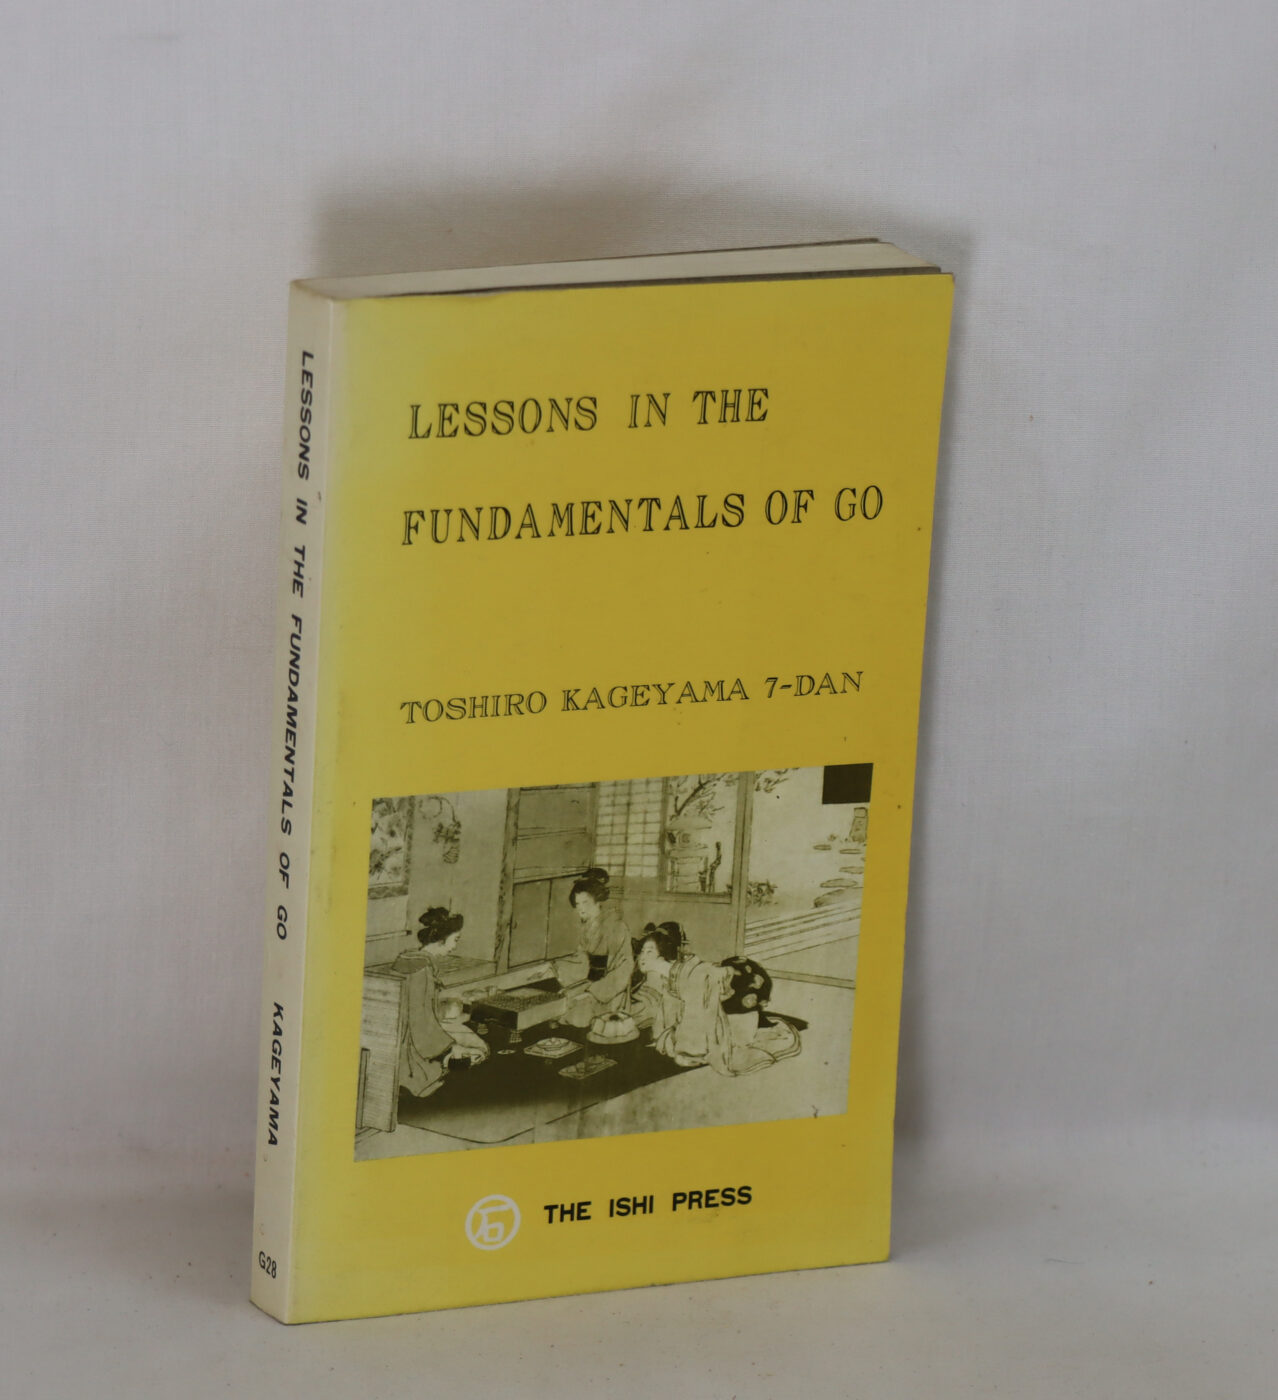 LESSONS IN THE FUNDAMENTALS OF GO KAGEYAMA
G28
LESSONS IN THE
FUNDAMENTALS OF GO
TOSHIRO KAGEYAMA 7-DAN
THE ISHI PRESS